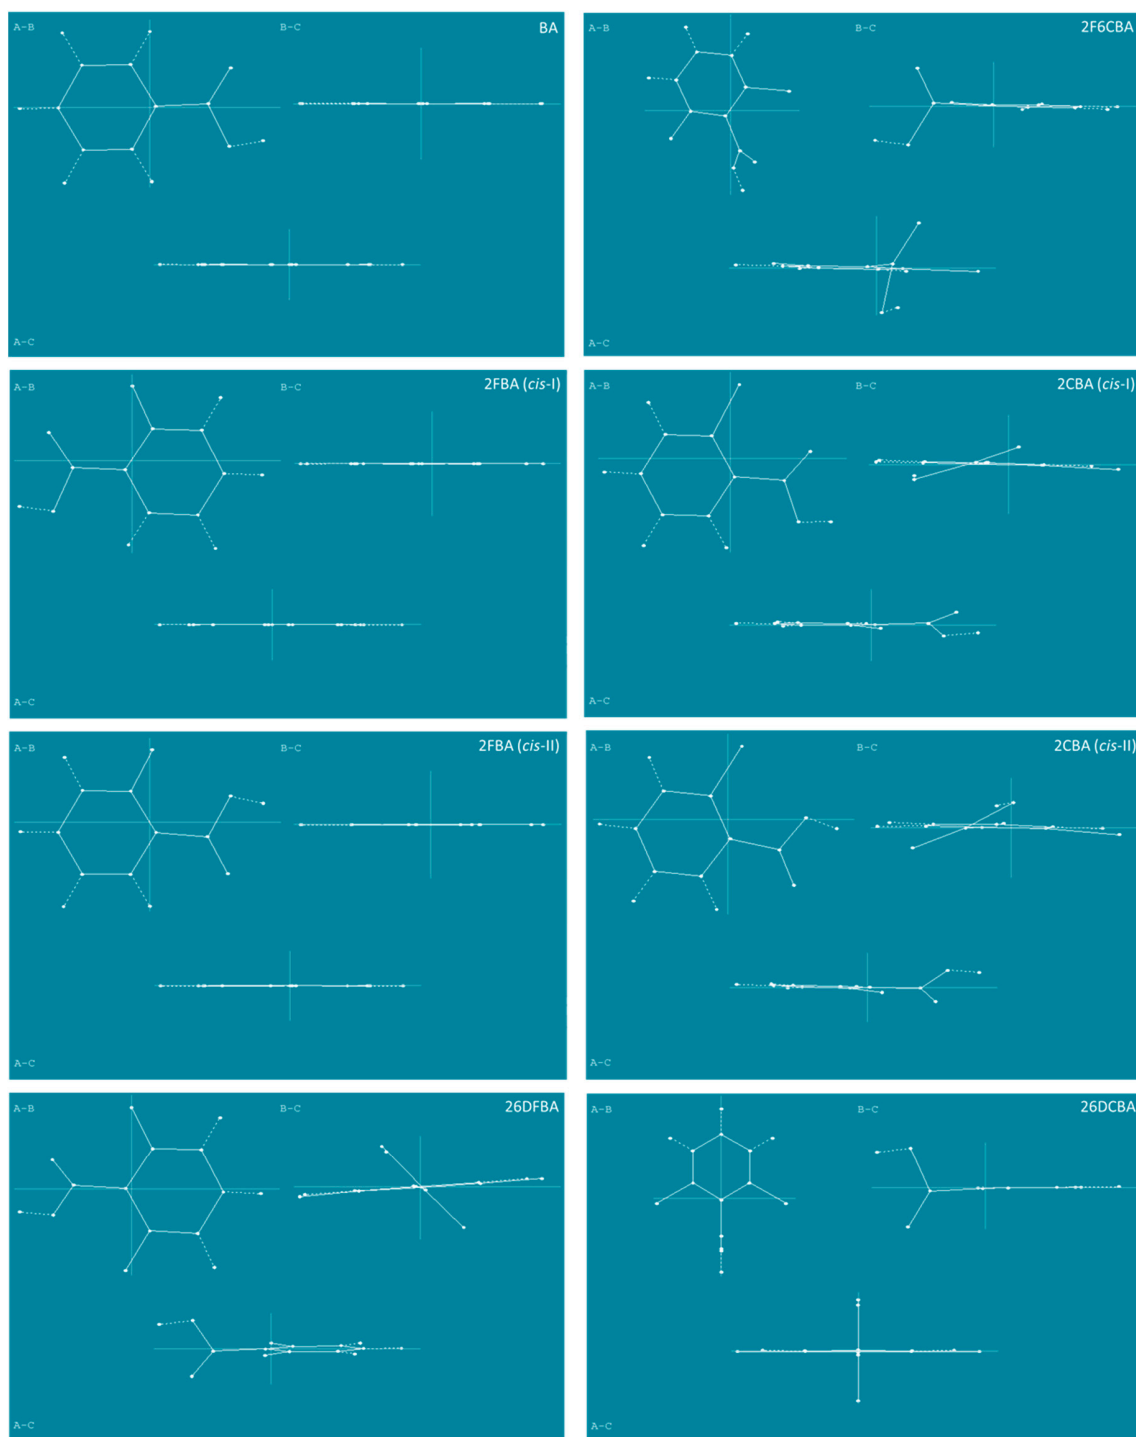 A-B
BA
B-C
A-C
A-B
2F6CBA
B-C
A-C
A-B
2FBA (cis-I)
B-C
A-C
A-B
2CBA (cis-I)
B-C
A-C
A-B
2FBA (cis-II)
B-C
A-C
A-B
2CBA (cis-II)
B-C
A-C
A-B
26DFBA
B-C
A-C
A-B
26DCBA
B-C
A-C